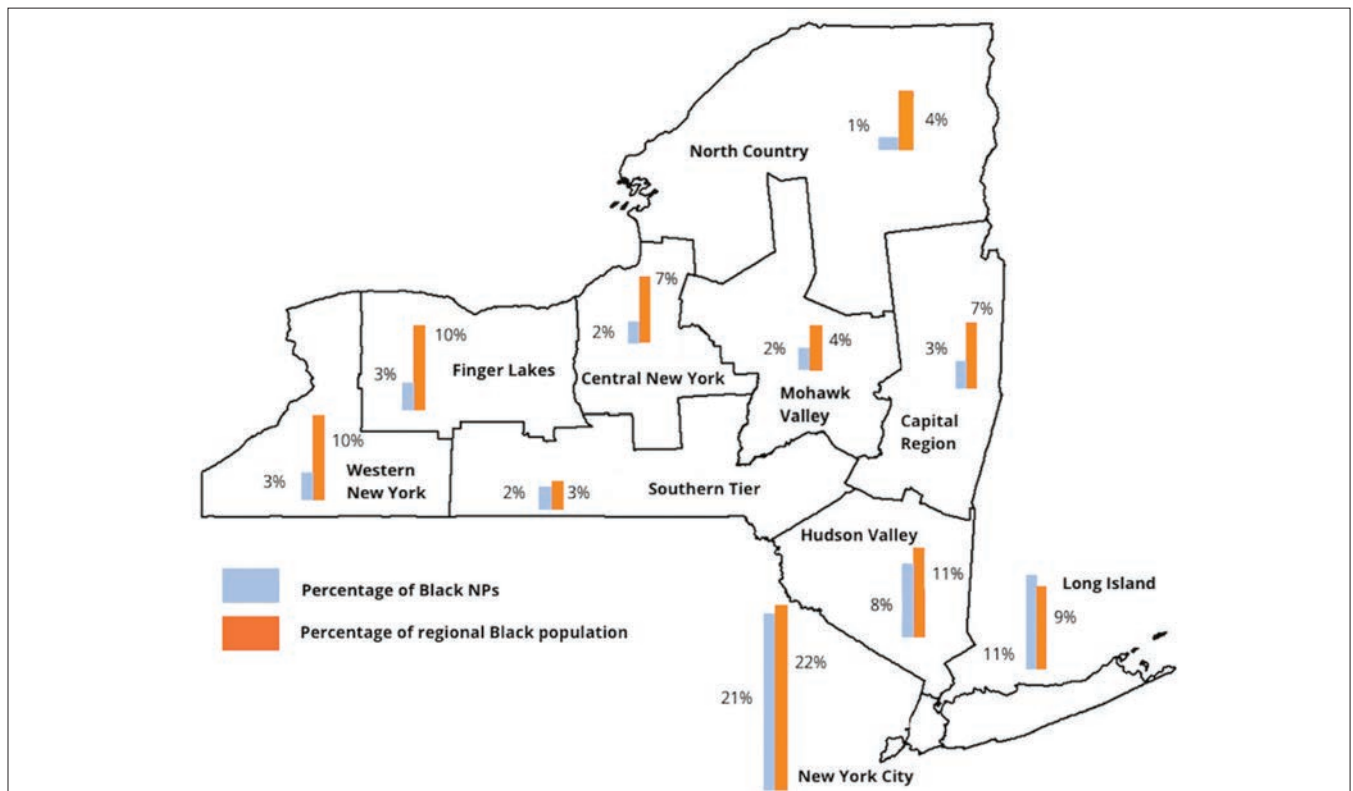 North Country
1%
4%
7%
2%
Central New York
10%
3%
Finger Lakes
2%
4%
Mohawk
Valley
7%
3%
Capital
Region
10%
3%
Western
New York
2%
3%
Southern Tier
Hudson Valley
11%
8%
Long Island
9%
11%
22%
21%
New York City
Percentage of Black NPs
Percentage of regional Black population